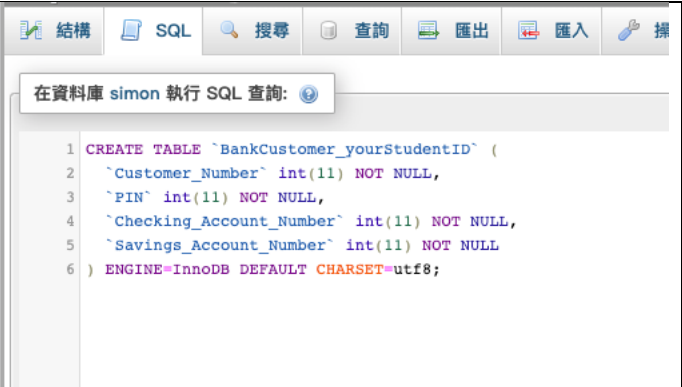 結構 SQL 搜尋 查詢 匯出 匯入
在資料庫 simon 執行 SQL 查詢:
1 CREATE TABLE `BankCustomer_yourStudentID` (
2 `Customer_Number` int(11) NOT NULL,
3 `PIN` int(11) NOT NULL,
4 `Checking_Account_Number` int(11) NOT NULL,
5 `Savings_Account_Number` int(11) NOT NULL
6 ) ENGINE=InnoDB DEFAULT CHARSET=utf8;